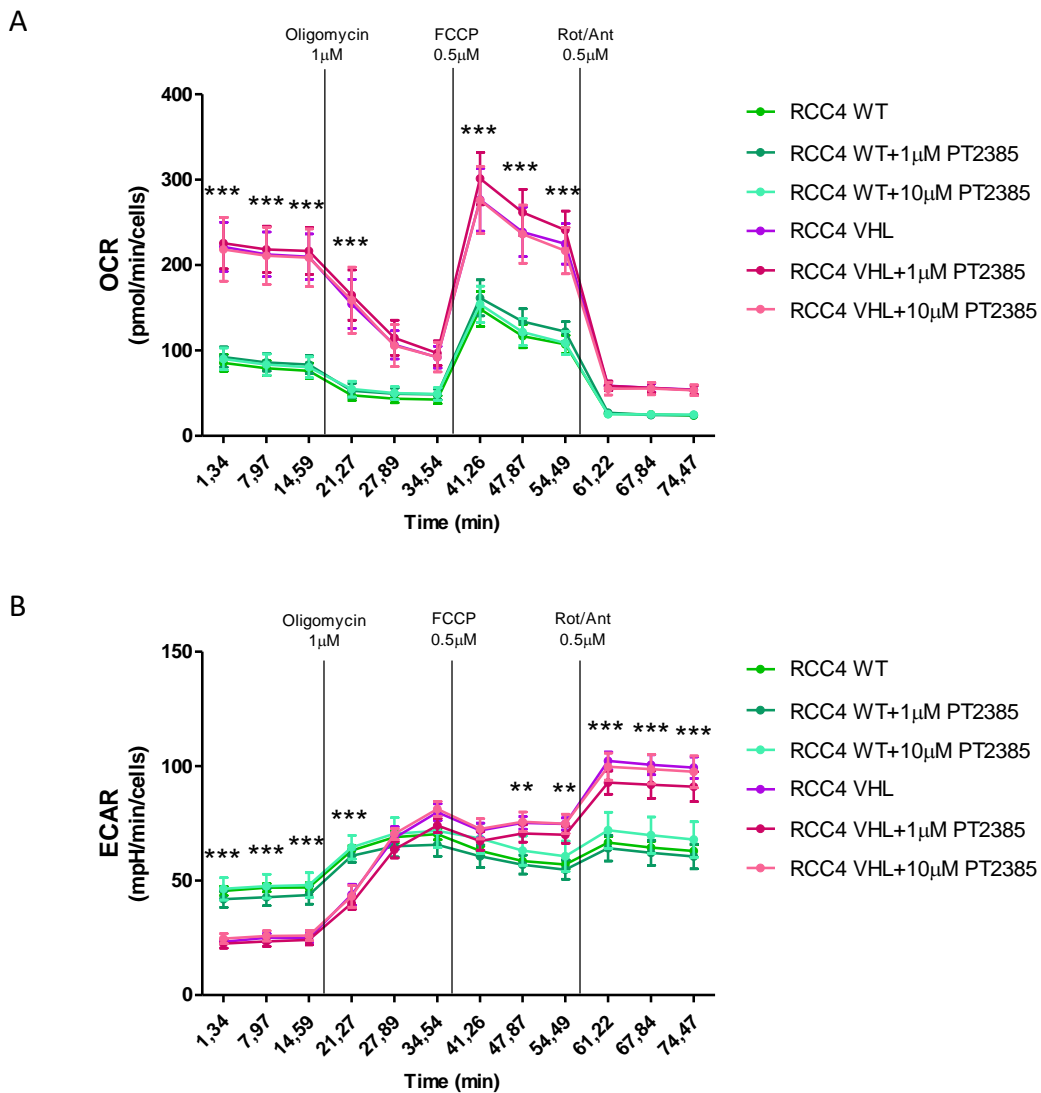 A
Oligomycin
1µM
FCCP
0.5µM
Rot/Ant
0.5µM
400
300
200
100
0
OCR
(pmol/min/cells)
***
***
***
***
***
***
***
1,34
7,97
14,59
21,27
27,89
34,54
41,26
47,87
54,49
61,22
67,84
74,47
Time (min)
RCC4 WT
RCC4 WT+1µM PT2385
RCC4 WT+10µM PT2385
RCC4 VHL
RCC4 VHL+1µM PT2385
RCC4 VHL+10µM PT2385
B
Oligomycin
1µM
FCCP
0.5µM
Rot/Ant
0.5µM
150
100
50
0
ECAR
(mpH/min/cells)
***
***
***
***
**
**
***
***
***
1,34
7,97
14,59
21,27
27,89
34,54
41,26
47,87
54,49
61,22
67,84
74,47
Time (min)
RCC4 WT
RCC4 WT+1µM PT2385
RCC4 WT+10µM PT2385
RCC4 VHL
RCC4 VHL+1µM PT2385
RCC4 VHL+10µM PT2385